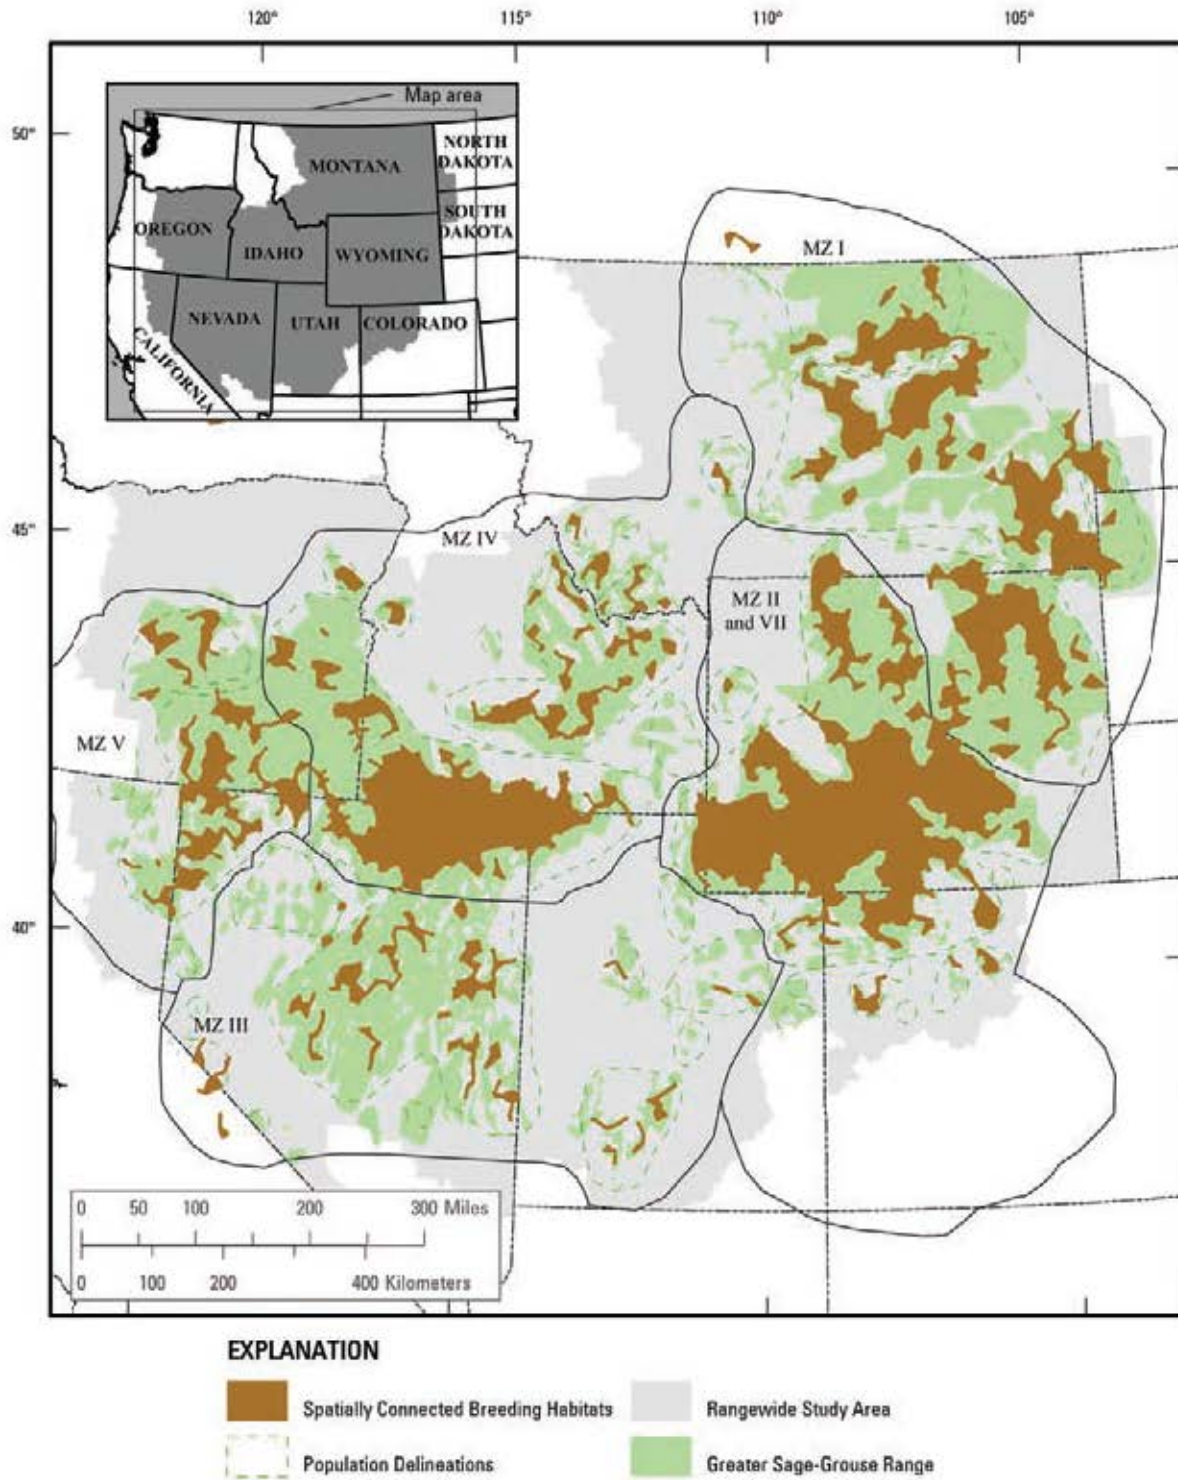 120°
115°
110°
105°
50°
45°
40°
Map area
NORTH
DAKOTA
MONTANA
SOUTH
DAKOTA
OREGON
IDAHO
WYOMING
NEVADA
UTAH
COLORADO
CALIFORNIA
MZ I
MZ IV
MZ II
and VII
MZ V
MZ III
0 50 100 200 300 Miles
0 100 200 400 Kilometers
EXPLANATION
Spatially Connected Breeding Habitats
Rangewide Study Area
Population Delineations
Greater Sage-Grouse Range